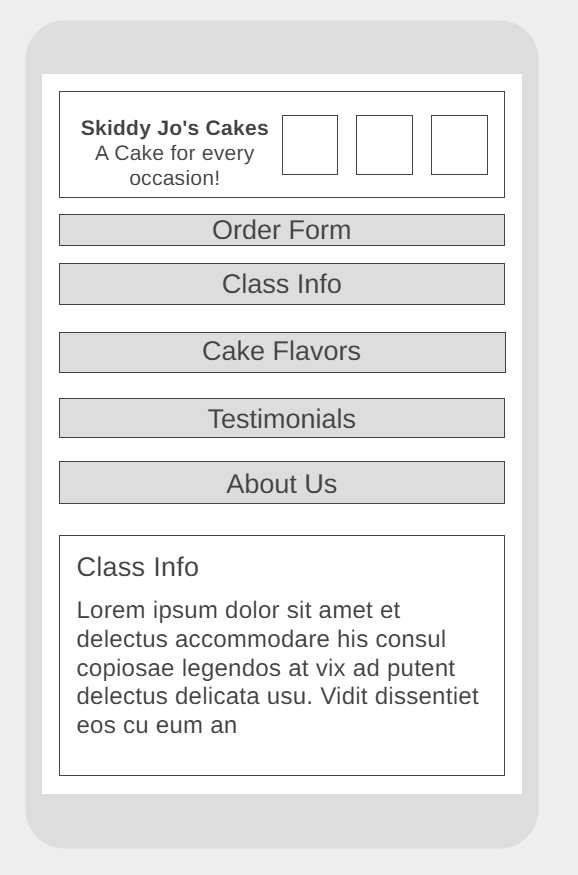 Skiddy Jo's Cakes
A Cake for every
occasion!
Order Form
Class Info
Cake Flavors
Testimonials
About Us
Class Info
Lorem ipsum dolor sit amet et
delectus accommodare his consul
copiosae legendos at vix ad putent
delectus delicata usu. Vidit dissentiet
eos cu eum an